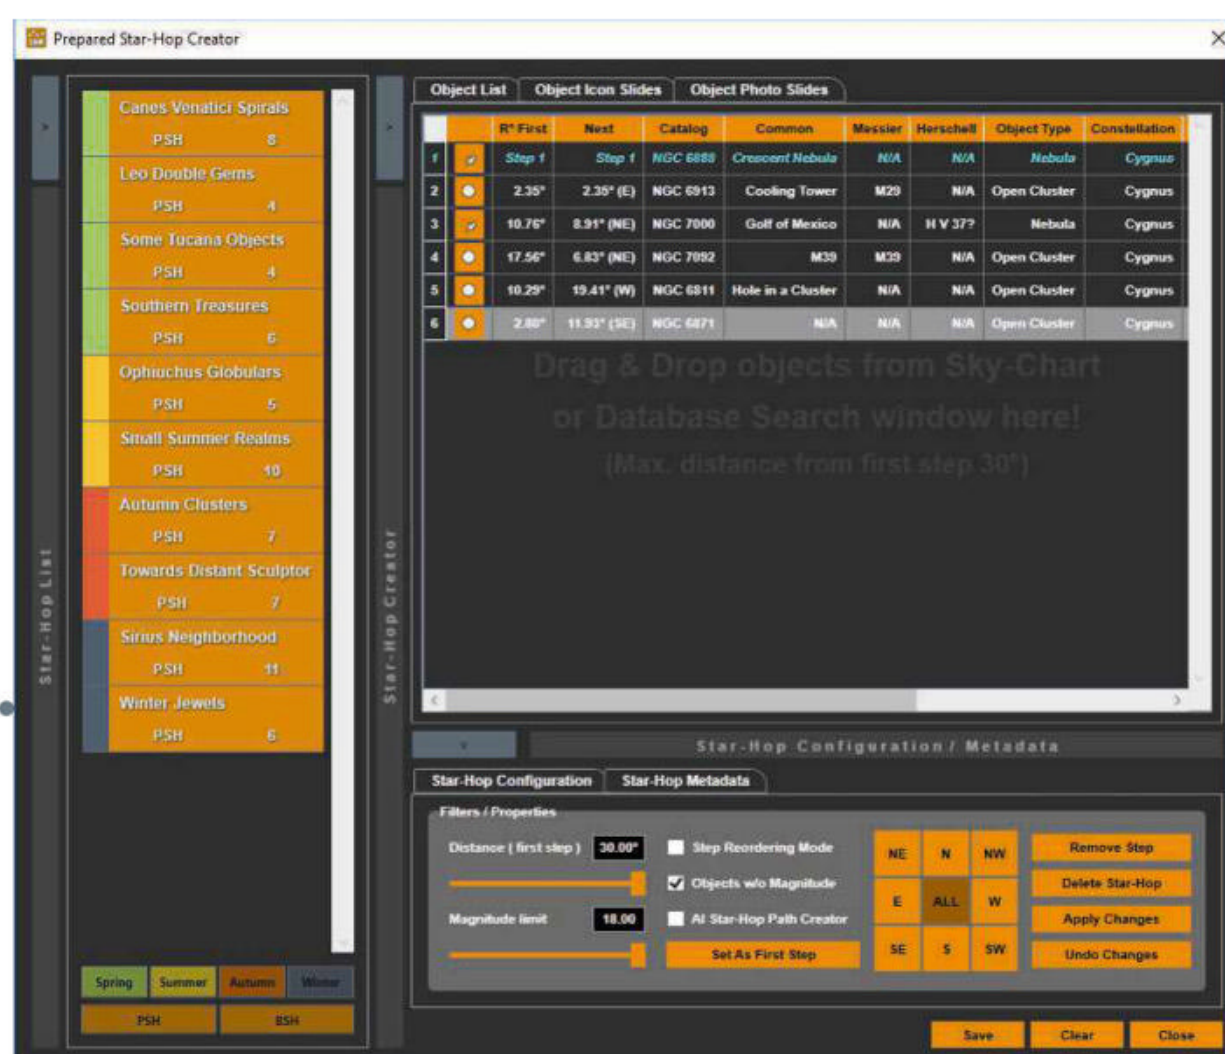 Prepared Star-Hop Creator
Star-Hop List
Canes Venatici Spirals
PSH 8
Leo Double Gems
PSH 4
Some Tucana Objects
PSH 4
Southern Treasures
PSH 6
Ophiuchus Globulars
PSH 5
Small Summer Realms
PSH 10
Autumn Clusters
PSH 7
Towards Distant Sculptor
PSH 7
Sirius Neighborhood
PSH 11
Winter Jewels
PSH 6
Spring Summer Autumn Winter
PSH BSH
Star-Hop Creator
Object List Object Icon Slides Object Photo Slides
R° First Next Catalog Common Messier Herschell Object Type Constellation
1 Step 1 Step 1 NGC 6888 Crescent Nebula N/A N/A Nebula Cygnus
2 2.35° 2.35° (E) NGC 6913 Cooling Tower M29 N/A Open Cluster Cygnus
3 10.76° 8.91° (NE) NGC 7000 Golf of Mexico N/A H V 37? Nebula Cygnus
4 17.56° 6.83° (NE) NGC 7092 M39 M39 N/A Open Cluster Cygnus
5 10.29° 19.41° (W) NGC 6811 Hole in a Cluster N/A N/A Open Cluster Cygnus
6 2.80° 11.93° (SE) NGC 6871 N/A N/A N/A Open Cluster Cygnus
Drag & Drop objects from Sky-Chart
or Database Search window here!
(Max. distance from first step 30°)
Star-Hop Configuration / Metadata
Star-Hop Configuration Star-Hop Metadata
Filters / Properties
Distance ( first step ) 30.00° Step Reordering Mode
Objects w/o Magnitude
Magnitude limit 18.00 AI Star-Hop Path Creator
Set As First Step
NE N NW
E ALL W
SE S SW
Remove Step
Delete Star-Hop
Apply Changes
Undo Changes
Save Clear Close